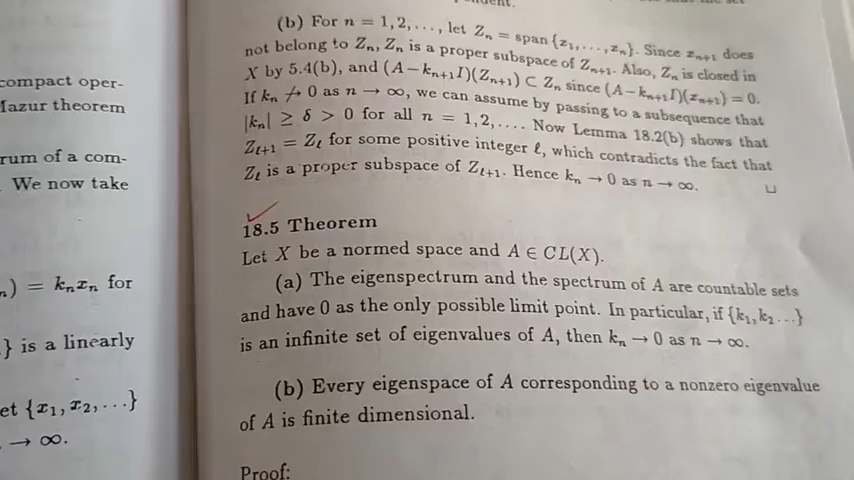 compact oper-
Mazur theorem
rum of a com-
We now take
) = kₙxₙ for
} is a linearly
et {x₁, x₂, ...}
→ ∞.
(b) For n = 1, 2, ..., let Zₙ = span {x₁, ..., xₙ}. Since xₙ₊₁ does
not belong to Zₙ, Zₙ is a proper subspace of Zₙ₊₁. Also, Zₙ is closed in
X by 5.4(b), and (A−kₙ₊₁I)(Zₙ₊₁) ⊂ Zₙ since (A−kₙ₊₁I)(xₙ₊₁) = 0.
If kₙ ↛ 0 as n → ∞, we can assume by passing to a subsequence that
|kₙ| ≥ δ > 0 for all n = 1, 2, .... Now Lemma 18.2(b) shows that
Zℓ₊₁ = Zℓ for some positive integer ℓ, which contradicts the fact that
Zℓ is a proper subspace of Zℓ₊₁. Hence kₙ → 0 as n → ∞.
18.5 Theorem
Let X be a normed space and A ∈ CL(X).
(a) The eigenspectrum and the spectrum of A are countable sets
and have 0 as the only possible limit point. In particular, if {k₁, k₂ ...}
is an infinite set of eigenvalues of A, then kₙ → 0 as n → ∞.
(b) Every eigenspace of A corresponding to a nonzero eigenvalue
of A is finite dimensional.
Proof: